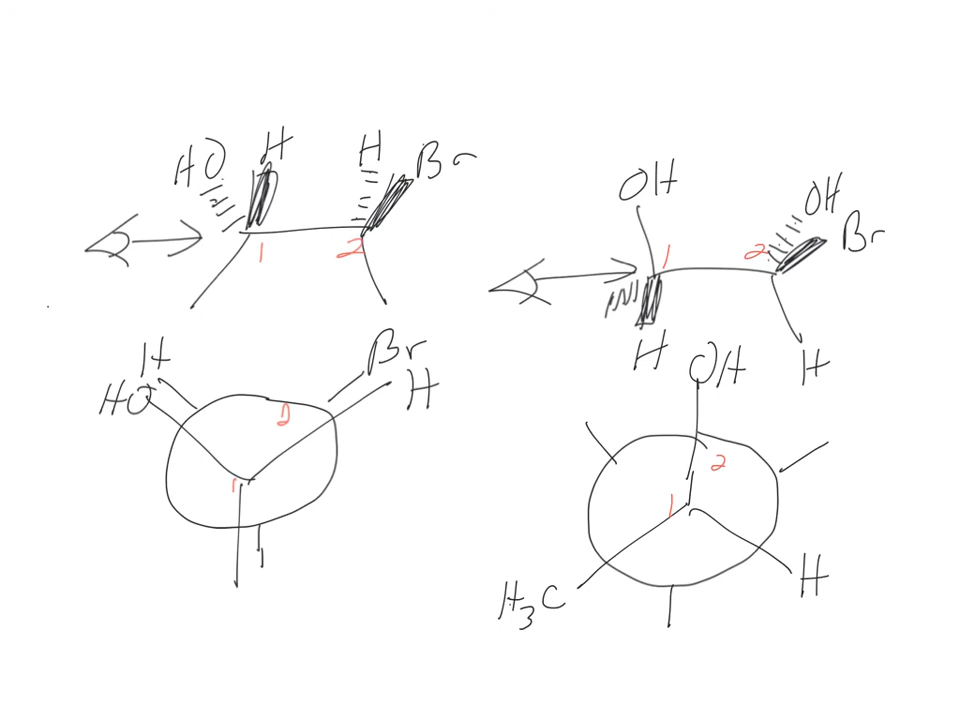 HO H H Br
1 2
OH OH
1 2 Br
H H
H Br
HO H
2
1
OH
2
1
H
H3C